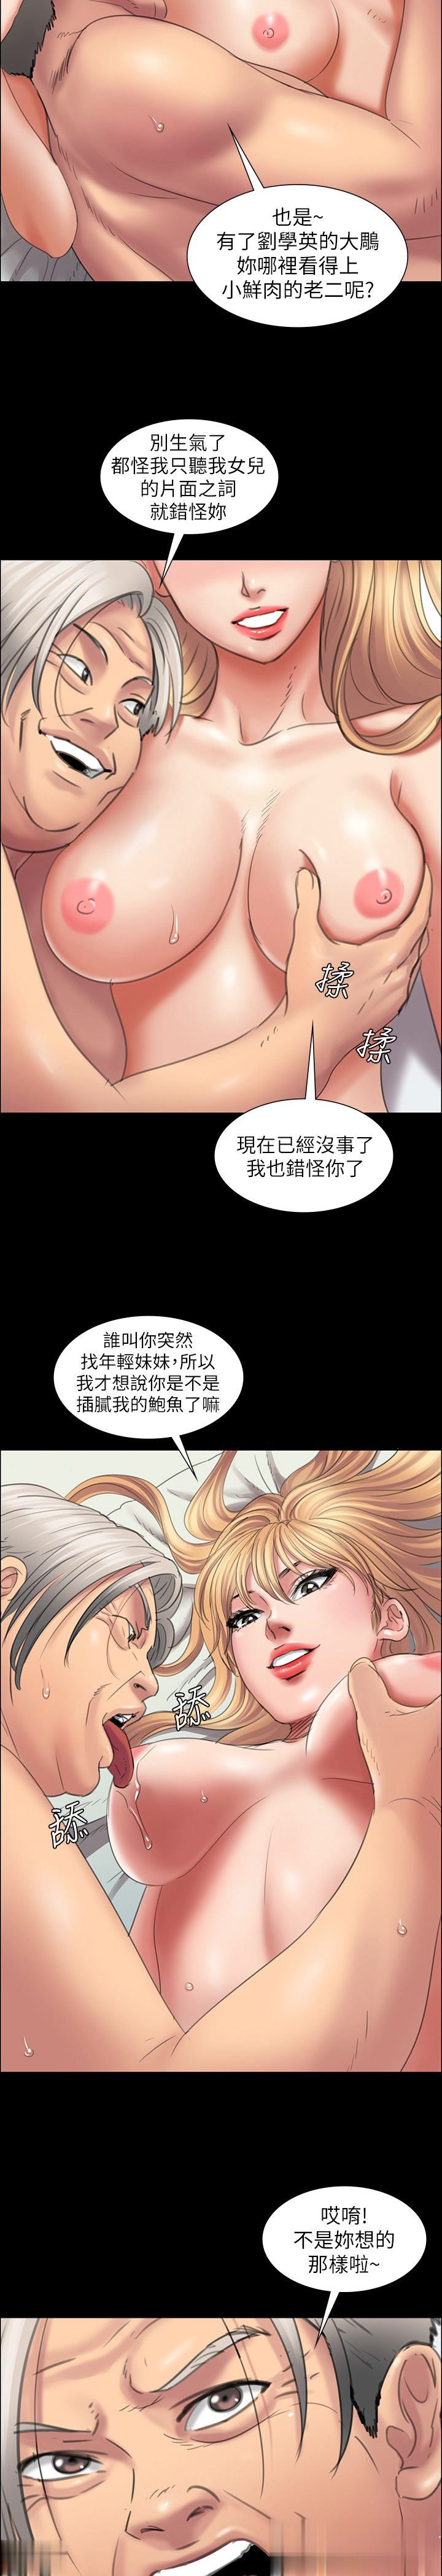 也是~
有了劉學英的大鵰
妳哪裡看得上
小鮮肉的老二呢?
別生氣了
都怪我只聽我女兒
的片面之詞
就錯怪妳
揉
揉
現在已經沒事了
我也錯怪你了
誰叫你突然
找年輕妹妹，所以
我才想說你是不是
插膩我的鮑魚了嘛
舔
舔
哎唷!
不是妳想的
那樣啦~